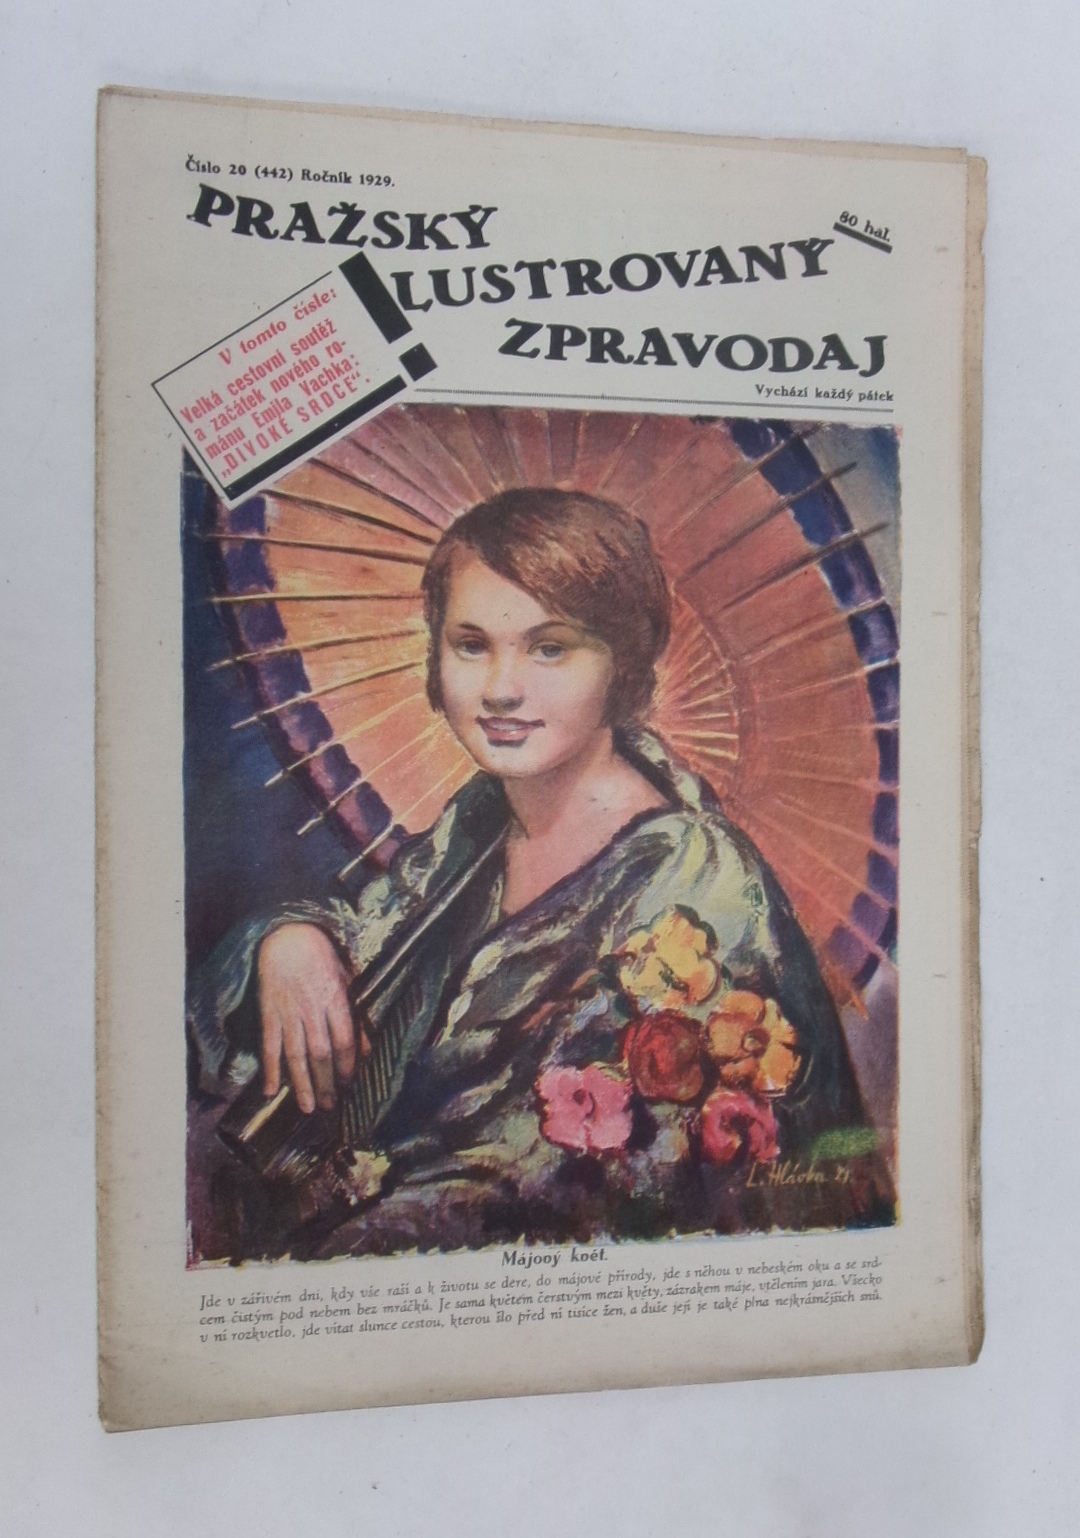 Číslo 20 (442) Ročník 1929.
PRAŽSKÝ
80 hal.
!LUSTROVANÝ
ZPRAVODAJ
Vychází každý pátek
V tomto čísle:
Velká cestovní soutěž
a začátek nového ro-
mánu Emila Vachka:
„DIVOKÉ SRDCE“.
L. Hlávka
Májový květ.
Jde v zářivém dni, kdy vše raší a k životu se dere, do májové přírody, jde s něhou v nebeském oku a se srd-
cem čistým pod nebem bez mráčků. Je sama květem čerstvým mezi květy, zázrakem máje, vtělením jara. Všecko
v ní rozkvetlo, jde vítat slunce cestou, kterou šlo před ní tisíce žen, a duše její je také plna nejkrásnějších snů.